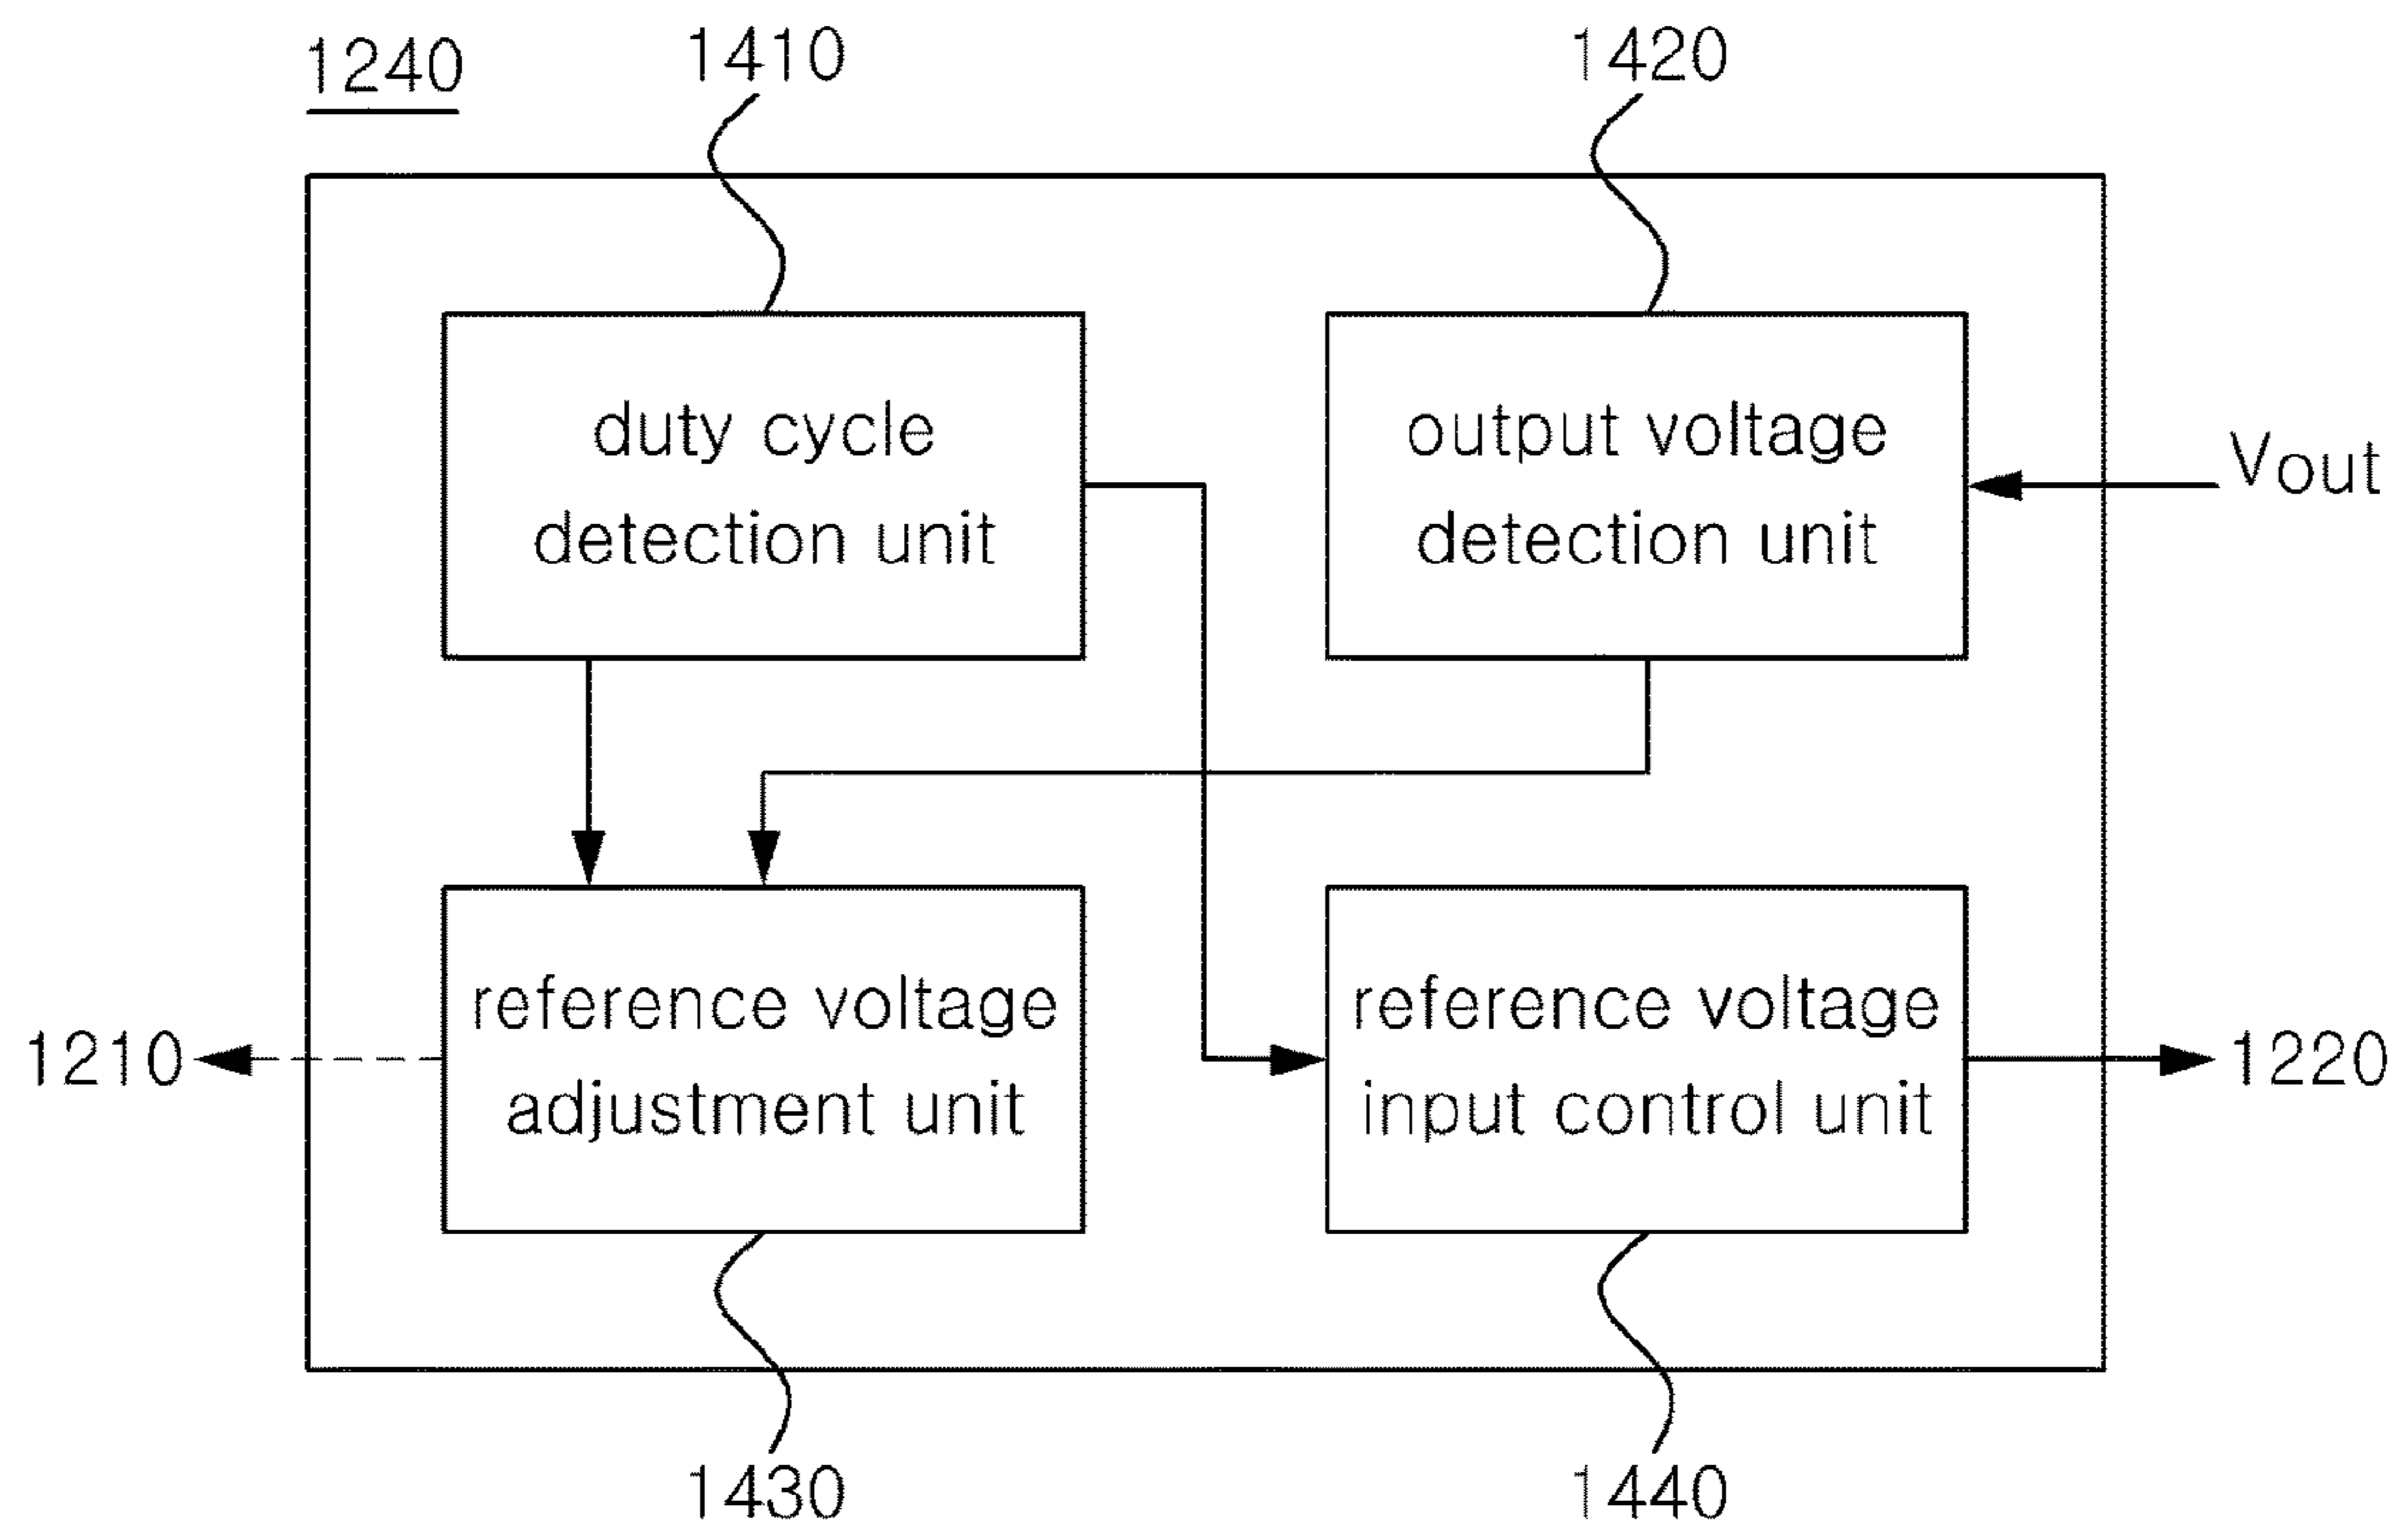 1240
1410
1420
duty cycle
detection unit
output voltage
detection unit
Vout
reference voltage
adjustment unit
reference voltage
input control unit
1210
1220
1430
1440